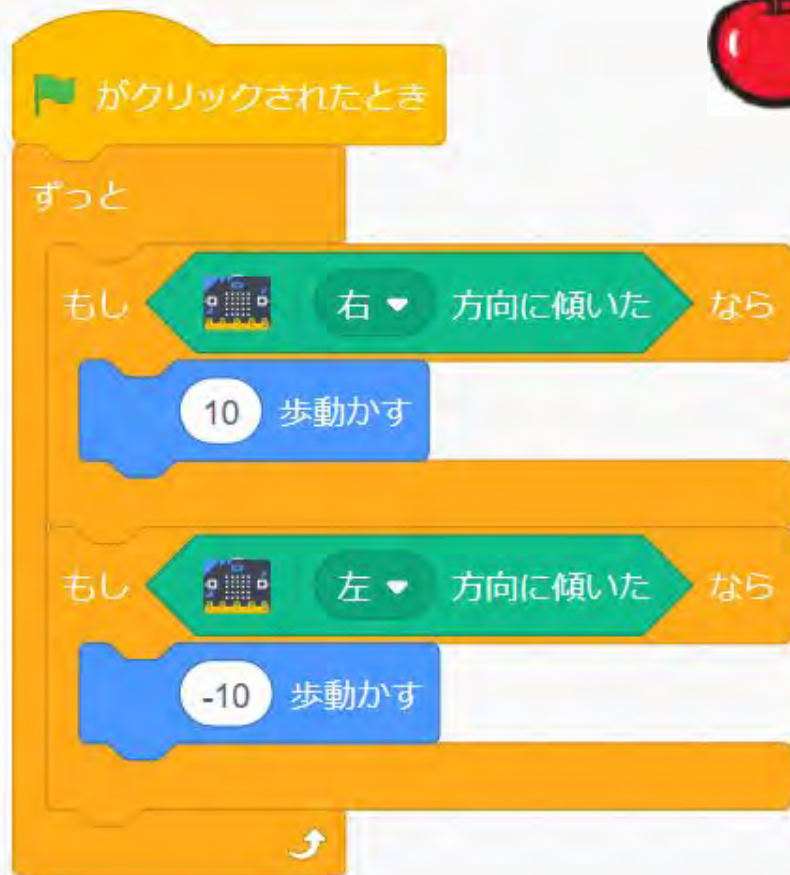 がクリックされたとき
ずっと
もし 右 方向に傾いた なら
10 歩動かす
もし 左 方向に傾いた なら
-10 歩動かす